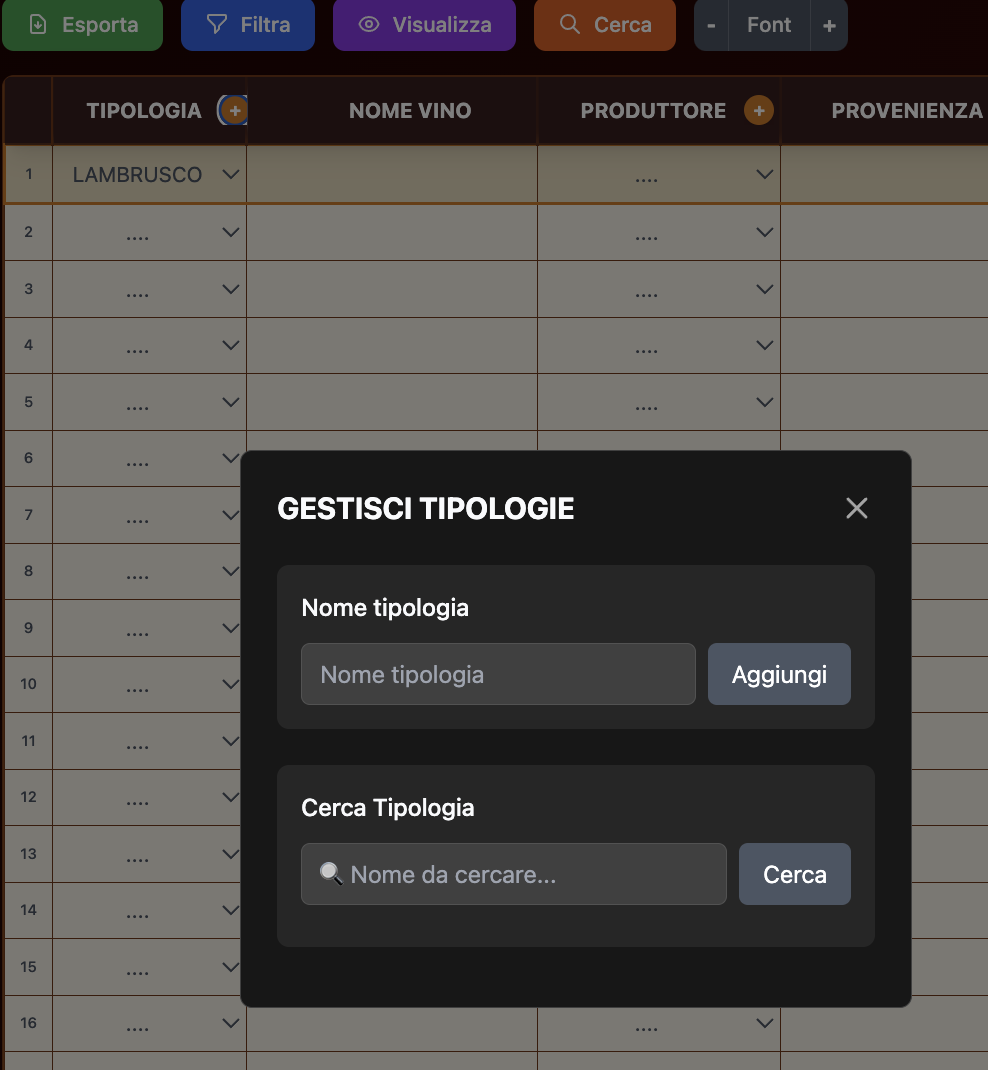 Esporta Filtra Visualizza Cerca - Font +
TIPOLOGIA + NOME VINO PRODUTTORE + PROVENIENZA
1 LAMBRUSCO ....
2 .... ....
3 .... ....
4 .... ....
5 .... ....
6 ....
GESTISCI TIPOLOGIE
7 ....
8 ....
9 ....
Nome tipologia
10 ....
Nome tipologia Aggiungi
11 ....
12 ....
Cerca Tipologia
13 ....
Nome da cercare... Cerca
14 ....
15 ....
16 .... ....